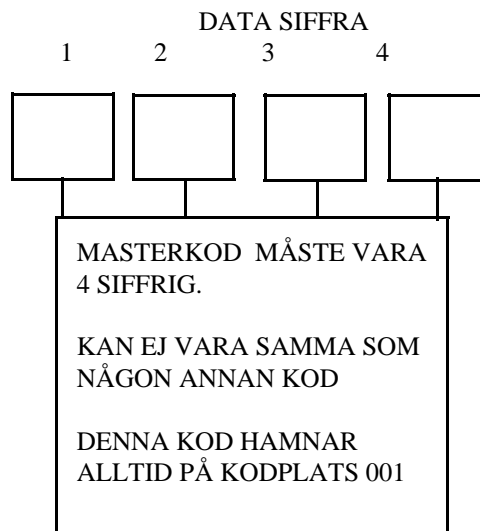 DATA SIFFRA
1 2 3 4
MASTERKOD MÅSTE VARA
4 SIFFRIG.
KAN EJ VARA SAMMA SOM
NÅGON ANNAN KOD
DENNA KOD HAMNAR
ALLTID PÅ KODPLATS 001